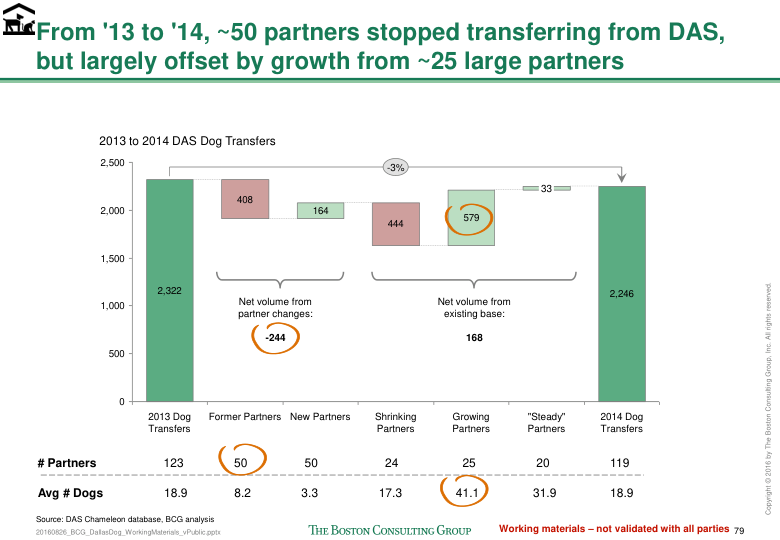 From '13 to '14, ~50 partners stopped transferring from DAS,
but largely offset by growth from ~25 large partners
2013 to 2014 DAS Dog Transfers
2,500
2,000
1,500
1,000
500
0
-3%
2,322
408
164
444
579
33
2,246
Net volume from
partner changes:
-244
Net volume from
existing base:
168
2013 Dog
Transfers
Former Partners
New Partners
Shrinking
Partners
Growing
Partners
"Steady"
Partners
2014 Dog
Transfers
# Partners 123 50 50 24 25 20 119
Avg # Dogs 18.9 8.2 3.3 17.3 41.1 31.9 18.9
Source: DAS Chameleon database, BCG analysis
20160826_BCG_DallasDog_WorkingMaterials_vPublic.pptx
The Boston Consulting Group
Working materials – not validated with all parties 79
Copyright © 2016 by The Boston Consulting Group, Inc. All rights reserved.